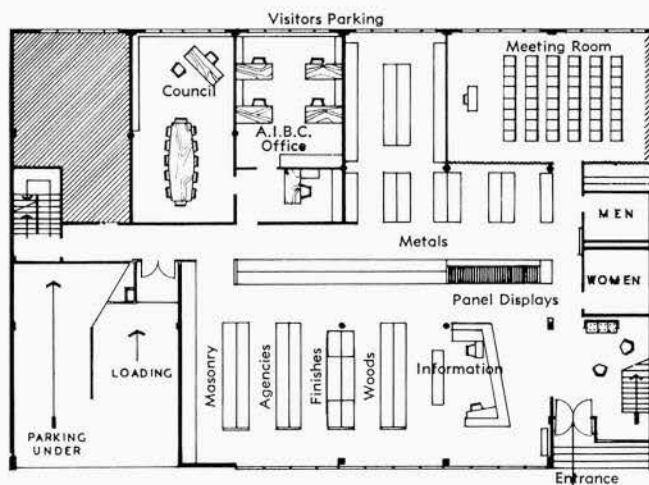 Visitors Parking
Meeting Room
Council
A.I.B.C.
Office
MEN
Metals
WOMEN
Panel Displays
LOADING
Masonry
Agencies
Finishes
Woods
Information
PARKING
UNDER
Entrance